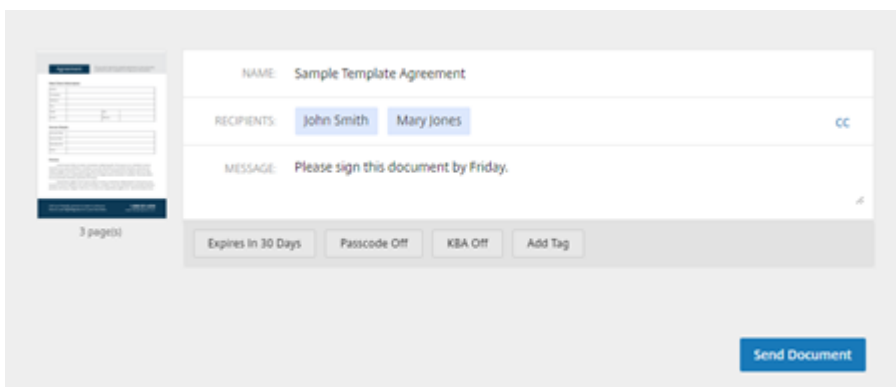 Agreement
NAME: Sample Template Agreement
RECIPIENTS: John Smith Mary Jones CC
MESSAGE: Please sign this document by Friday.
3 page(s)
Expires In 30 Days Passcode Off KBA Off Add Tag
Send Document